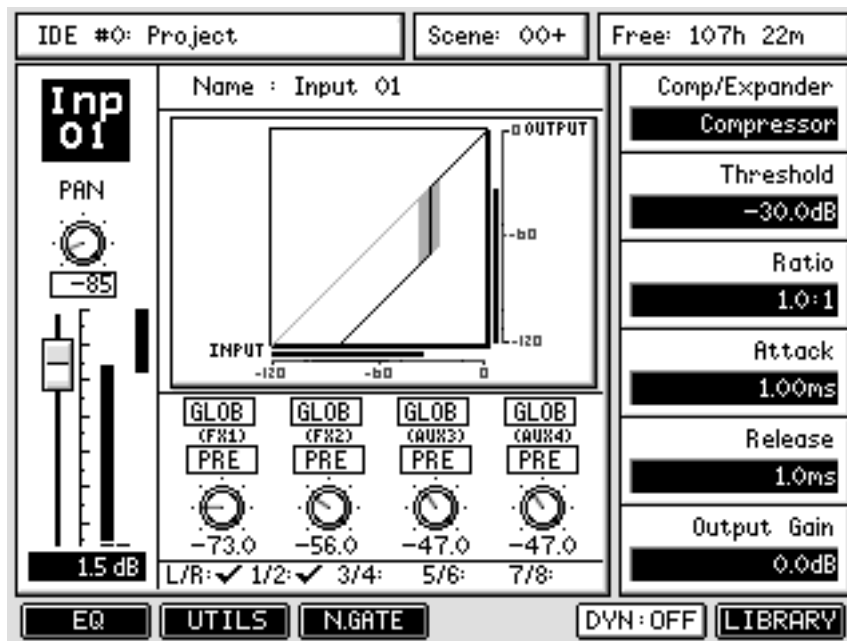 IDE #0: Project
Scene: 00+
Free: 107h 22m
Inp
01
PAN
-85
1.5 dB
Name : Input 01
0 OUTPUT
-60
-120
INPUT
-120 -60 0
GLOB GLOB GLOB GLOB
(FX1) (FX2) (AUX3) (AUX4)
PRE PRE PRE PRE
-73.0 -56.0 -47.0 -47.0
L/R:✓ 1/2:✓ 3/4: 5/6: 7/8:
Comp/Expander
Compressor
Threshold
-30.0dB
Ratio
1.0:1
Attack
1.00ms
Release
1.0ms
Output Gain
0.0dB
EQ UTILS N.GATE DYN:OFF LIBRARY